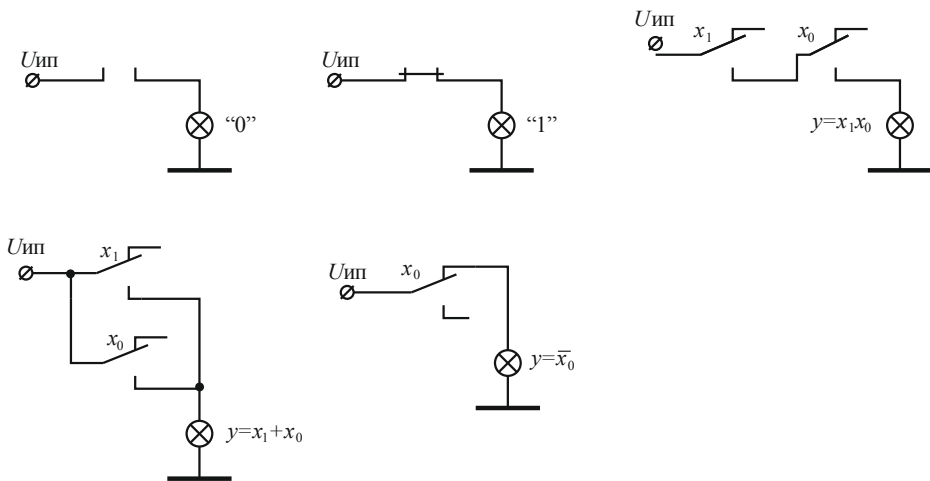 Uип
"0"
Uип
"1"
Uип
x₁
x₀
y=x₁x₀
Uип
x₁
x₀
y=x₁+x₀
Uип
x₀
y=x̄₀